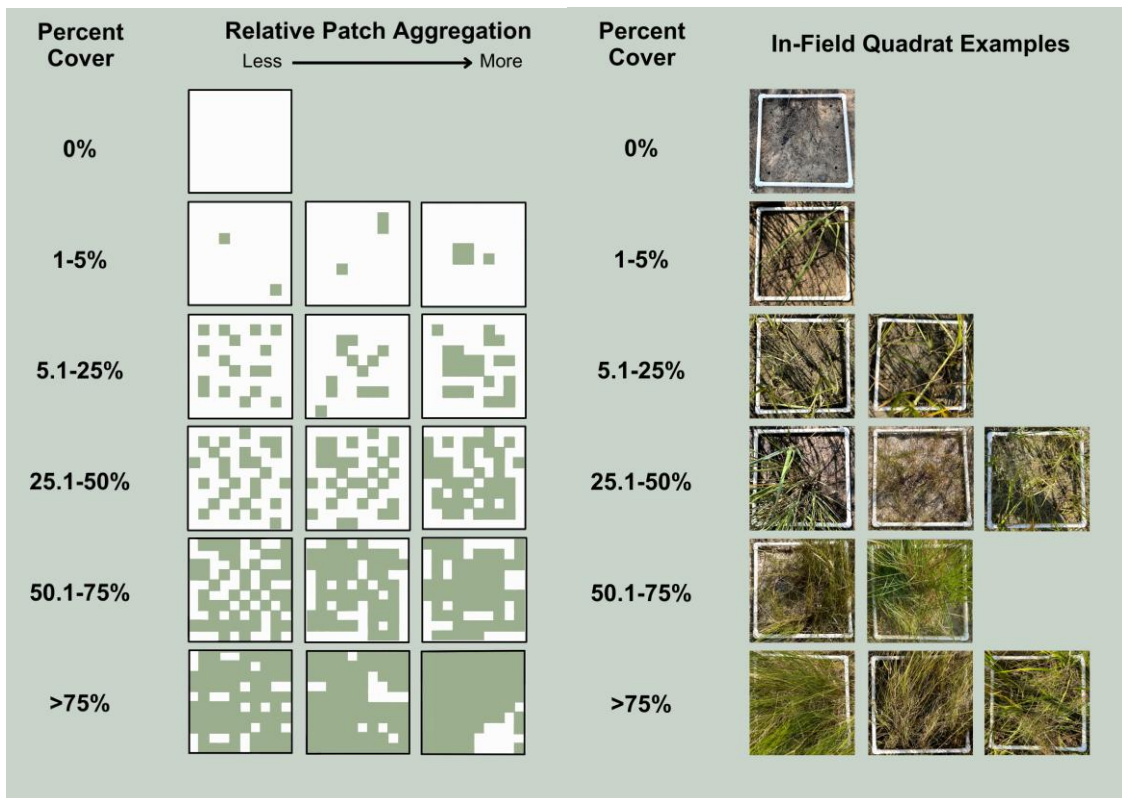 Percent
Cover
Relative Patch Aggregation
Less
More
0%
1-5%
5.1-25%
25.1-50%
50.1-75%
>75%
Percent
Cover
In-Field Quadrat Examples
0%
1-5%
5.1-25%
25.1-50%
50.1-75%
>75%